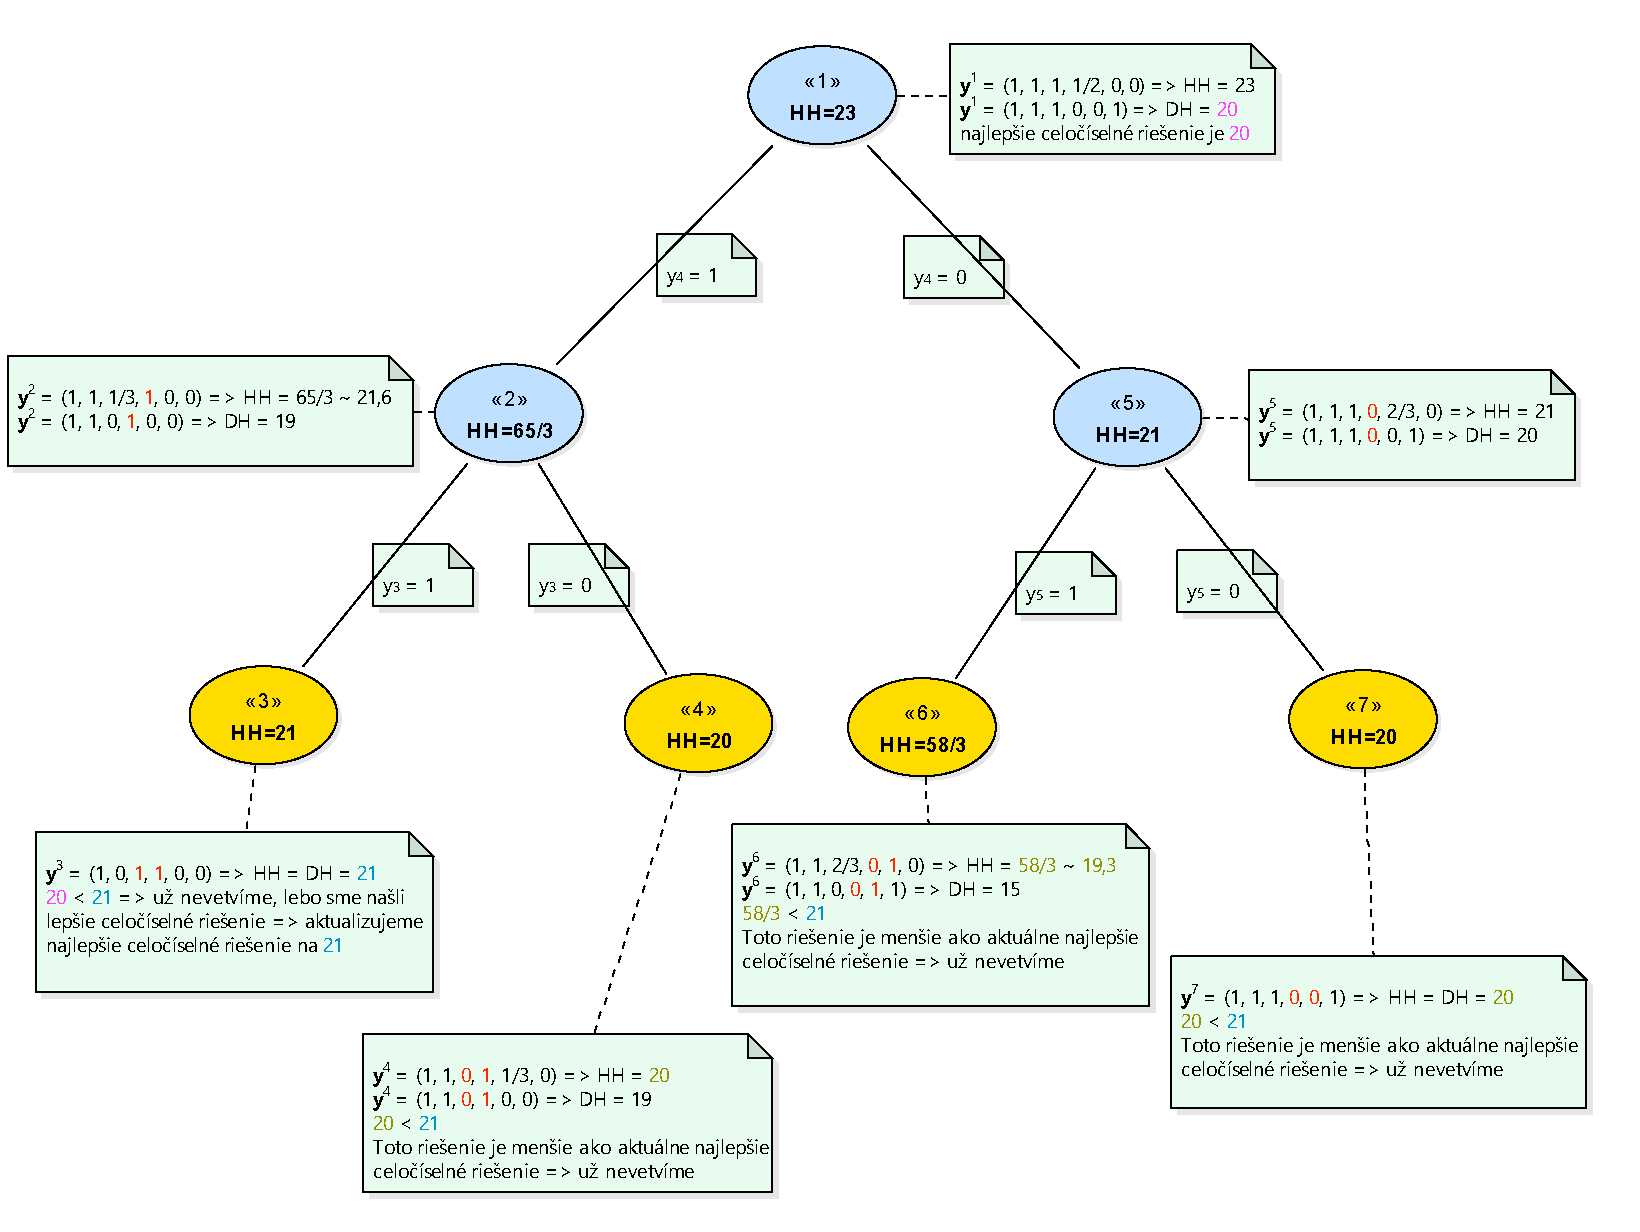 «1»
HH=23
y¹ = (1, 1, 1, 1/2, 0, 0) => HH = 23
y¹ = (1, 1, 1, 0, 0, 1) => DH = 20
najlepšie celočíselné riešenie je 20
y₄ = 1
y₄ = 0
y² = (1, 1, 1/3, 1, 0, 0) => HH = 65/3 ~ 21,6
y² = (1, 1, 0, 1, 0, 0) => DH = 19
«2»
HH=65/3
«5»
HH=21
y⁵ = (1, 1, 1, 0, 2/3, 0) => HH = 21
y⁵ = (1, 1, 1, 0, 0, 1) => DH = 20
y₃ = 1
y₃ = 0
y₅ = 1
y₅ = 0
«3»
HH=21
«4»
HH=20
«6»
HH=58/3
«7»
HH=20
y³ = (1, 0, 1, 1, 0, 0) => HH = DH = 21
20 < 21 => už nevetvíme, lebo sme našli
lepšie celočíselné riešenie => aktualizujeme
najlepšie celočíselné riešenie na 21
y⁶ = (1, 1, 2/3, 0, 1, 0) => HH = 58/3 ~ 19,3
y⁶ = (1, 1, 0, 0, 1, 1) => DH = 15
58/3 < 21
Toto riešenie je menšie ako aktuálne najlepšie
celočíselné riešenie => už nevetvíme
y⁷ = (1, 1, 1, 0, 0, 1) => HH = DH = 20
20 < 21
Toto riešenie je menšie ako aktuálne najlepšie
celočíselné riešenie => už nevetvíme
y⁴ = (1, 1, 0, 1, 1/3, 0) => HH = 20
y⁴ = (1, 1, 0, 1, 0, 0) => DH = 19
20 < 21
Toto riešenie je menšie ako aktuálne najlepšie
celočíselné riešenie => už nevetvíme